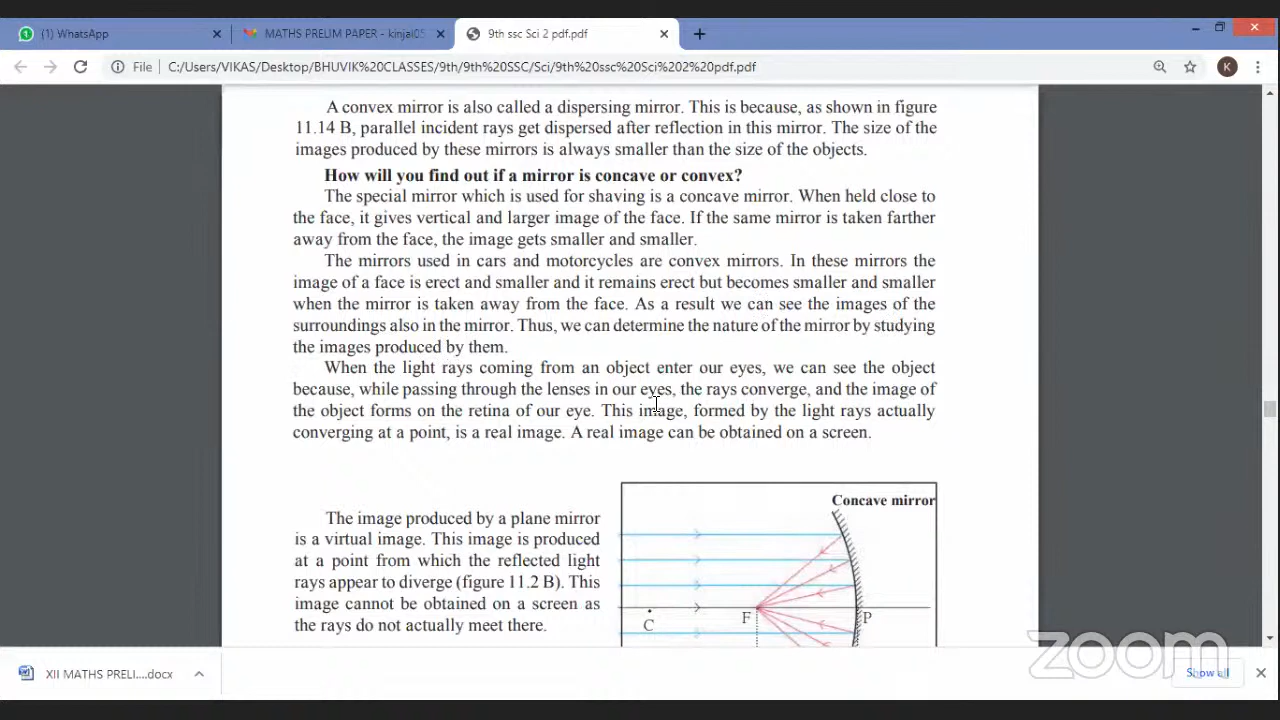 (1) WhatsApp
MATHS PRELIM PAPER - kinjal05
9th ssc Sci 2 pdf.pdf
File
C:/Users/VIKAS/Desktop/BHUVIK%20CLASSES/9th/9th%20SSC/Sci/9th%20ssc%20Sci%202%20pdf.pdf
K
A convex mirror is also called a dispersing mirror. This is because, as shown in figure
11.14 B, parallel incident rays get dispersed after reflection in this mirror. The size of the
images produced by these mirrors is always smaller than the size of the objects.
How will you find out if a mirror is concave or convex?
The special mirror which is used for shaving is a concave mirror. When held close to
the face, it gives vertical and larger image of the face. If the same mirror is taken farther
away from the face, the image gets smaller and smaller.
The mirrors used in cars and motorcycles are convex mirrors. In these mirrors the
image of a face is erect and smaller and it remains erect but becomes smaller and smaller
when the mirror is taken away from the face. As a result we can see the images of the
surroundings also in the mirror. Thus, we can determine the nature of the mirror by studying
the images produced by them.
When the light rays coming from an object enter our eyes, we can see the object
because, while passing through the lenses in our eyes, the rays converge, and the image of
the object forms on the retina of our eye. This image, formed by the light rays actually
converging at a point, is a real image. A real image can be obtained on a screen.
The image produced by a plane mirror
is a virtual image. This image is produced
at a point from which the reflected light
rays appear to diverge (figure 11.2 B). This
image cannot be obtained on a screen as
the rays do not actually meet there.
Concave mirror
C
F
P
zoom
XII MATHS PRELI....docx
Show all